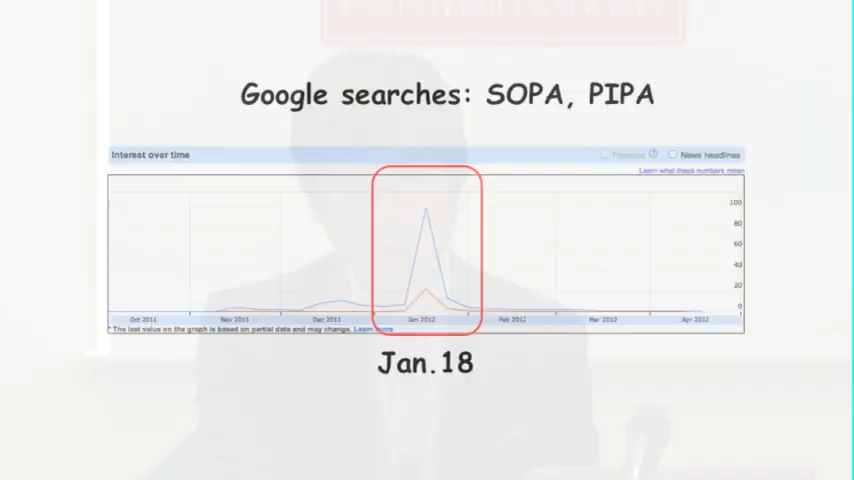 Google searches: SOPA, PIPA
Interest over time
Forecast ? News headlines
Learn what these numbers mean
100
80
60
40
20
0
Oct 2011 Nov 2011 Dec 2011 Jan 2012 Feb 2012 Mar 2012 Apr 2012
* The last value on the graph is based on partial data and may change. Learn more
Jan.18